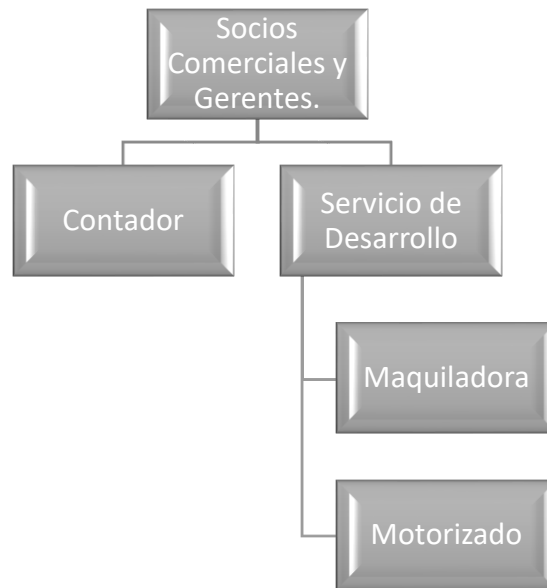 Socios
Comerciales y
Gerentes.
Contador
Servicio de
Desarrollo
Maquiladora
Motorizado